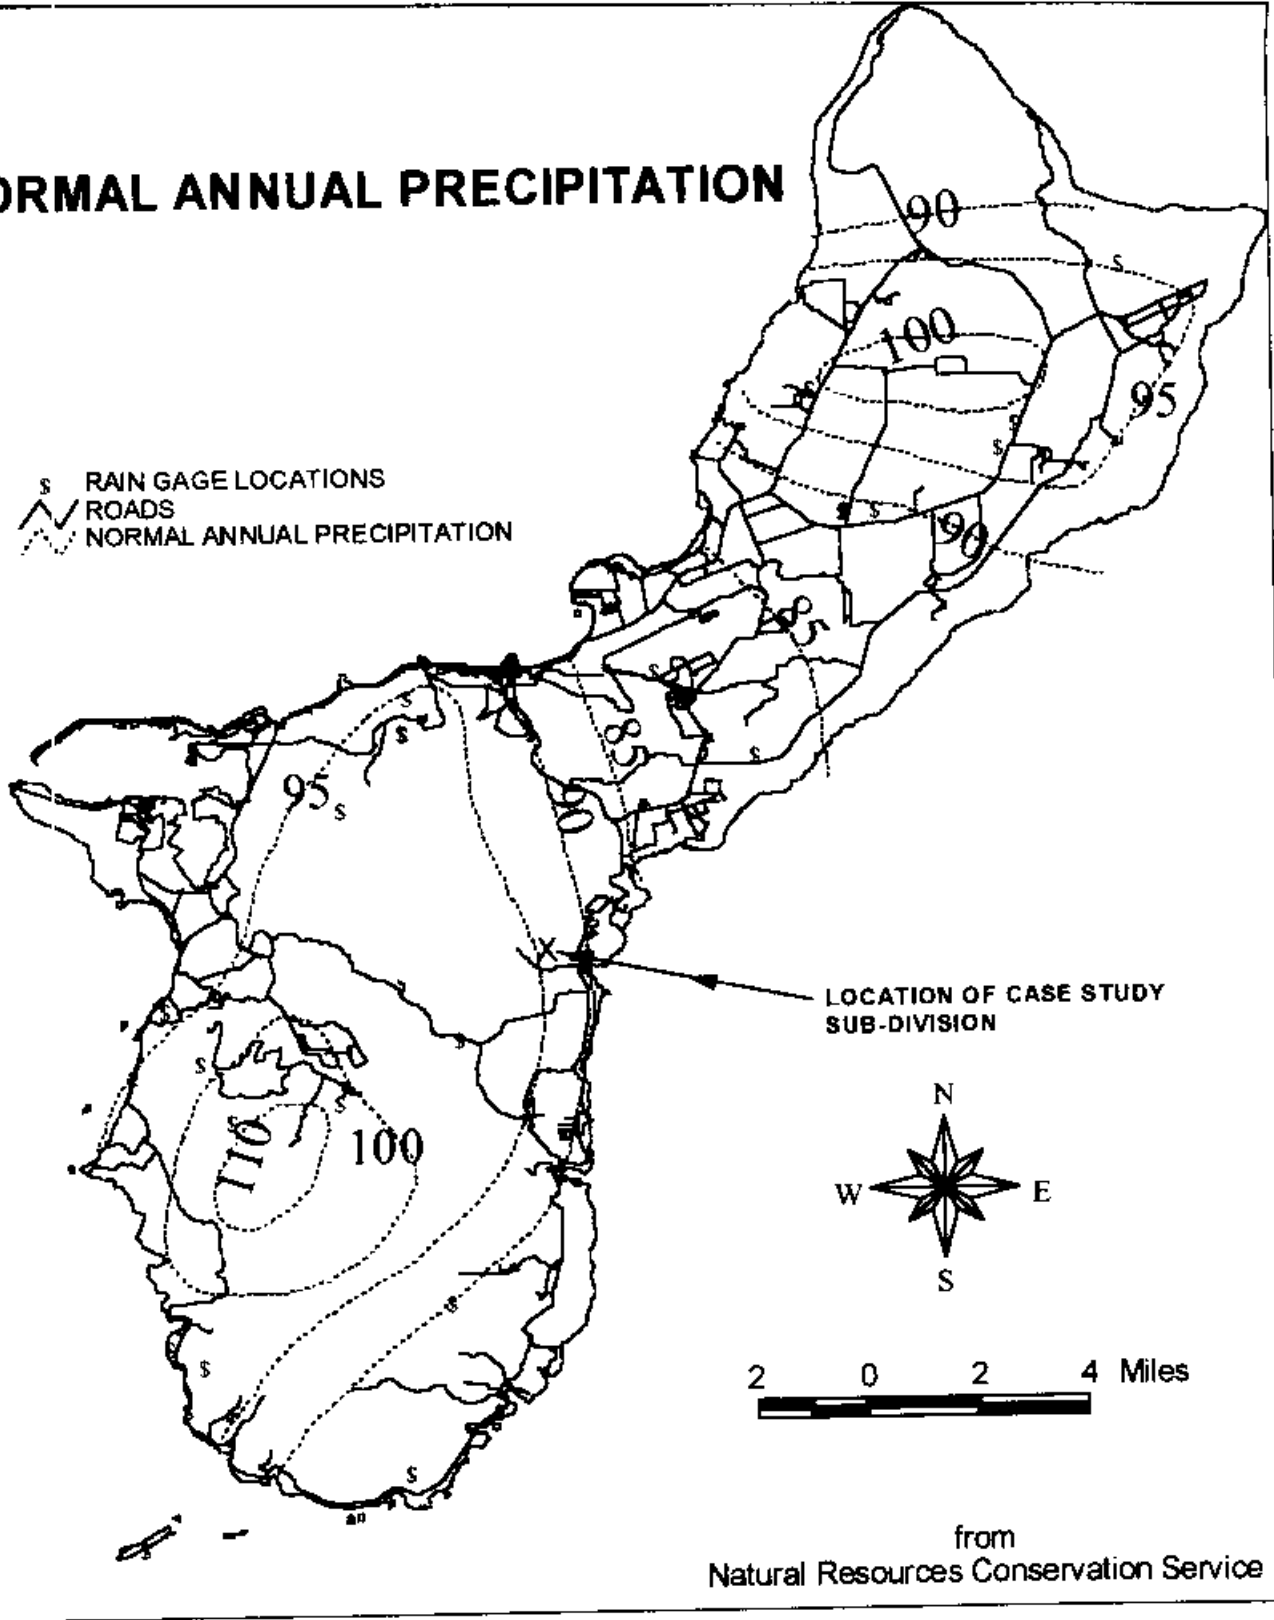 ORMAL ANNUAL PRECIPITATION
90
$
100
95
$ RAIN GAGE LOCATIONS
ROADS
NORMAL ANNUAL PRECIPITATION
90
85
85
95
90
X
LOCATION OF CASE STUDY
SUB-DIVISION
110
100
N
W E
S
2 0 2 4 Miles
from
Natural Resources Conservation Service